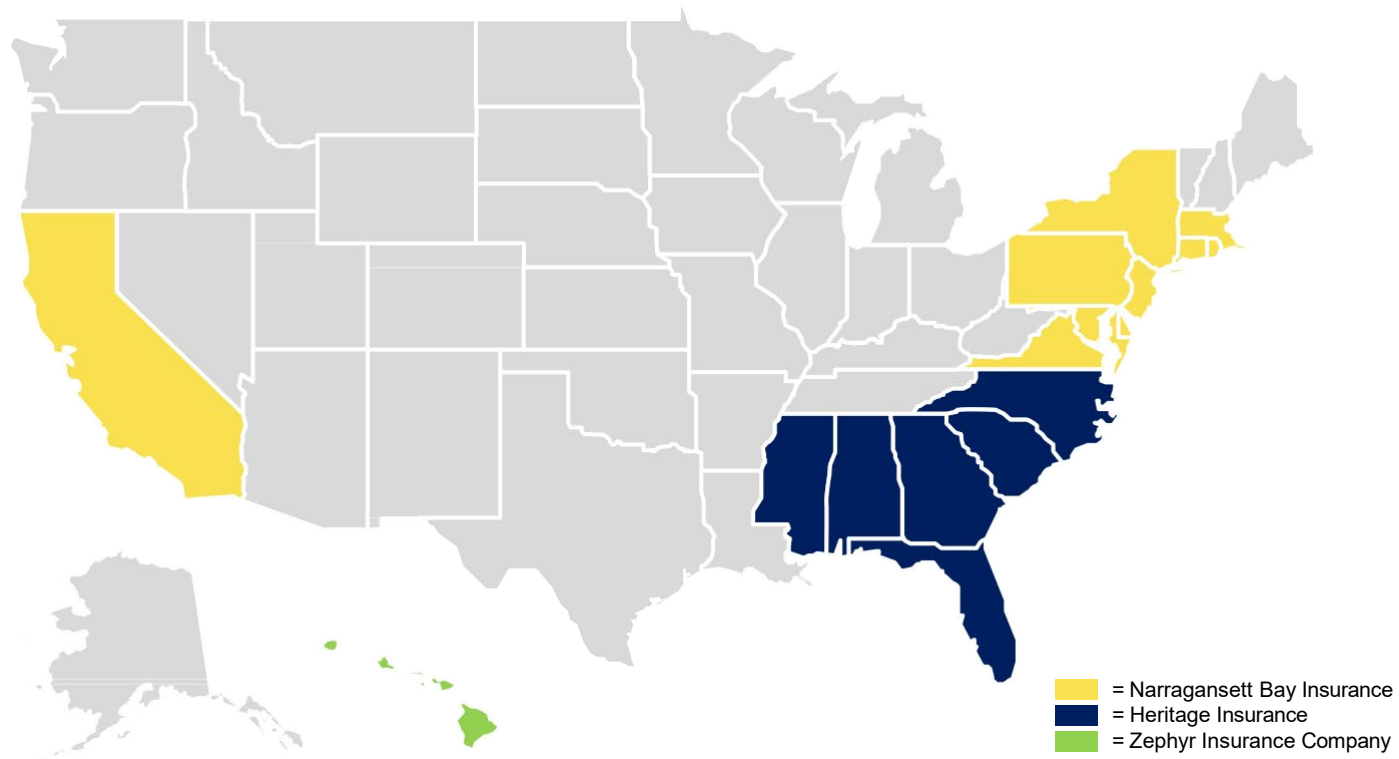 = Narragansett Bay Insurance
= Heritage Insurance
= Zephyr Insurance Company